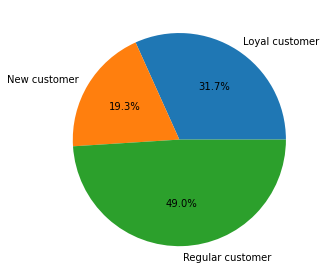 Loyal customer
31.7%
New customer
19.3%
49.0%
Regular customer